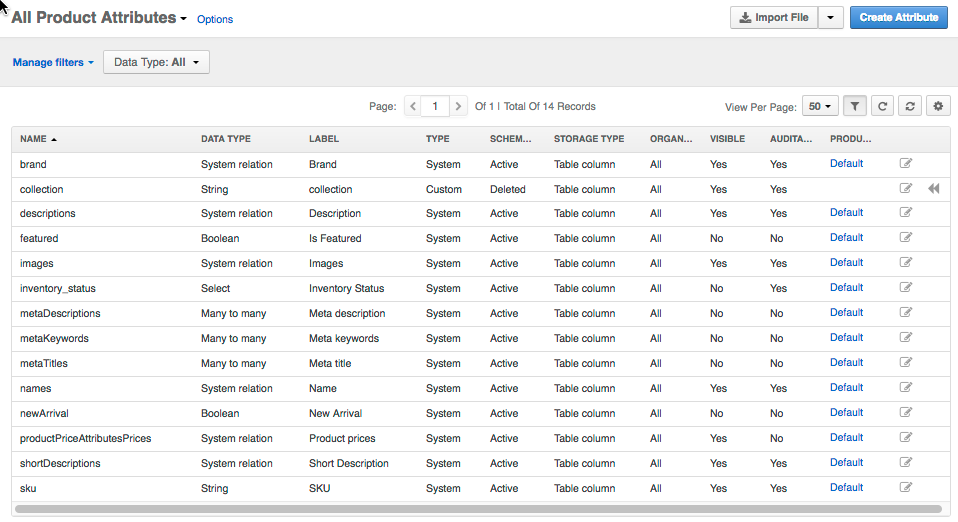 All Product Attributes Options Import File Create Attribute
Manage filters Data Type: All
Page: 1 Of 1 | Total Of 14 Records View Per Page: 50
NAME DATA TYPE LABEL TYPE SCHEM... STORAGE TYPE ORGAN... VISIBLE AUDITA... PRODU...
brand System relation Brand System Active Table column All Yes Yes Default
collection String collection Custom Deleted Table column All Yes Yes
descriptions System relation Description System Active Table column All Yes Yes Default
featured Boolean Is Featured System Active Table column All No No Default
images System relation Images System Active Table column All Yes Yes Default
inventory_status Select Inventory Status System Active Table column All No Yes Default
metaDescriptions Many to many Meta description System Active Table column All No No Default
metaKeywords Many to many Meta keywords System Active Table column All No No Default
metaTitles Many to many Meta title System Active Table column All No No Default
names System relation Name System Active Table column All Yes Yes Default
newArrival Boolean New Arrival System Active Table column All No No Default
productPriceAttributesPrices System relation Product prices System Active Table column All Yes No Default
shortDescriptions System relation Short Description System Active Table column All Yes Yes Default
sku String SKU System Active Table column All Yes Yes Default